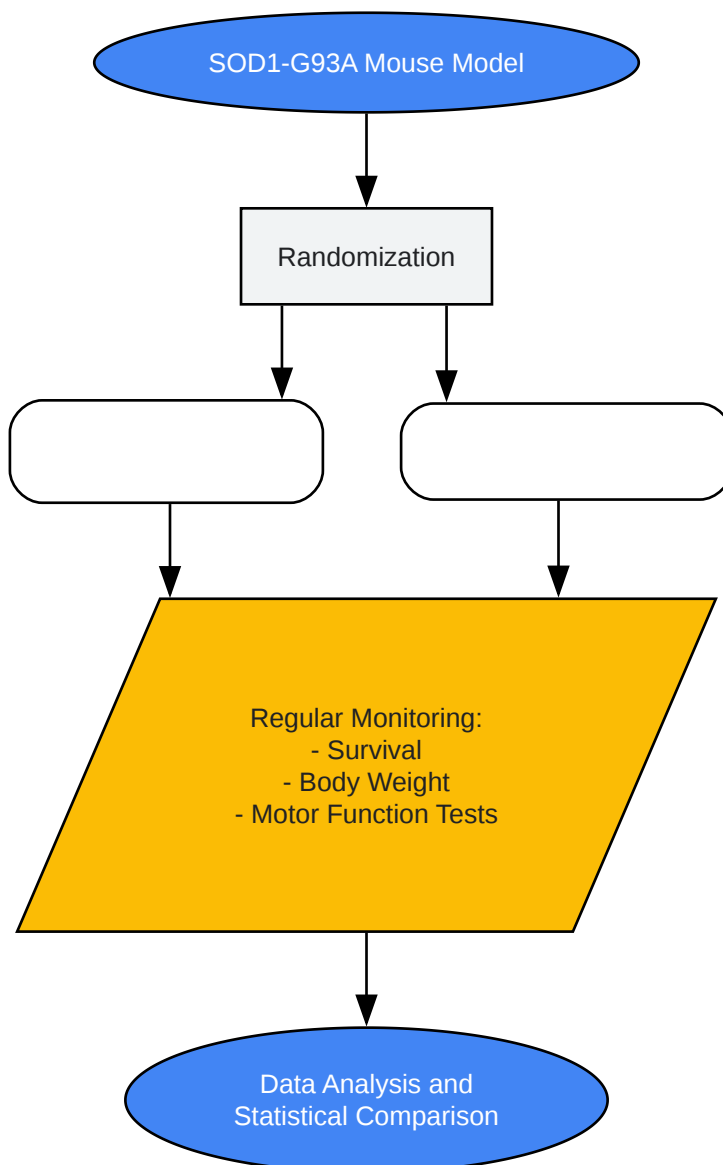 SOD1-G93A Mouse Model
Randomization
Regular Monitoring:
- Survival
- Body Weight
- Motor Function Tests
Data Analysis and
Statistical Comparison